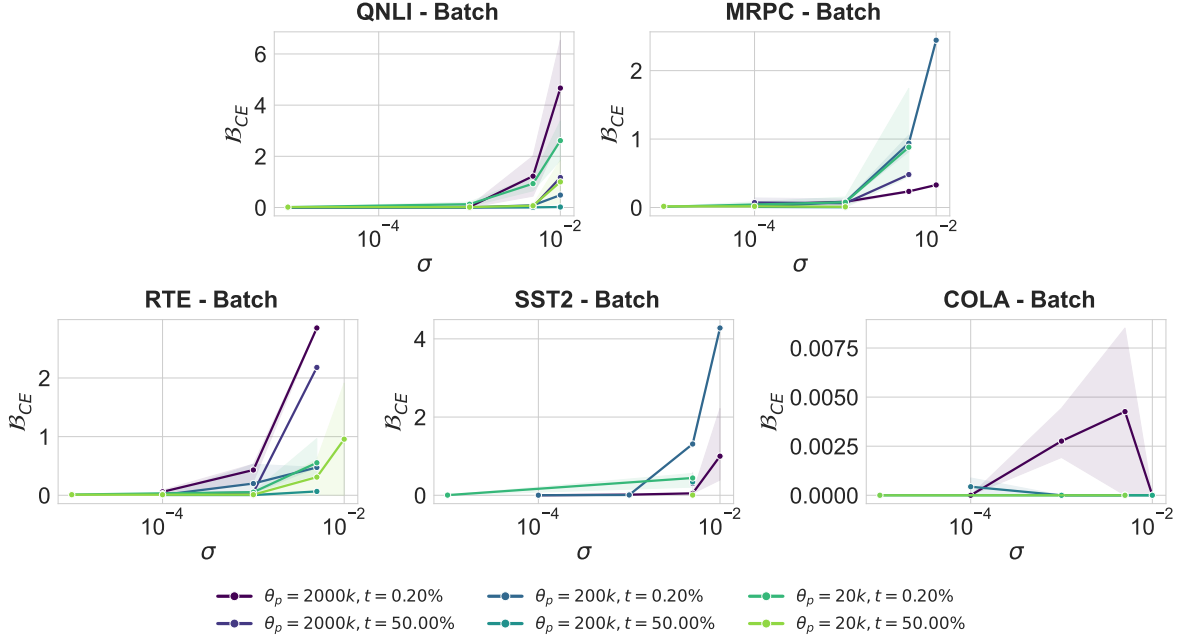 QNLI - Batch
MRPC - Batch
6
4
2
0
B_CE
10⁻⁴
10⁻²
σ
2
1
0
B_CE
10⁻⁴
10⁻²
σ
RTE - Batch
SST2 - Batch
COLA - Batch
2
1
0
B_CE
10⁻⁴
10⁻²
σ
4
2
0
B_CE
10⁻⁴
10⁻²
σ
0.0075
0.0050
0.0025
0.0000
B_CE
10⁻⁴
10⁻²
σ
θ_p = 2000k, t = 0.20%
θ_p = 200k, t = 0.20%
θ_p = 20k, t = 0.20%
θ_p = 2000k, t = 50.00%
θ_p = 200k, t = 50.00%
θ_p = 20k, t = 50.00%